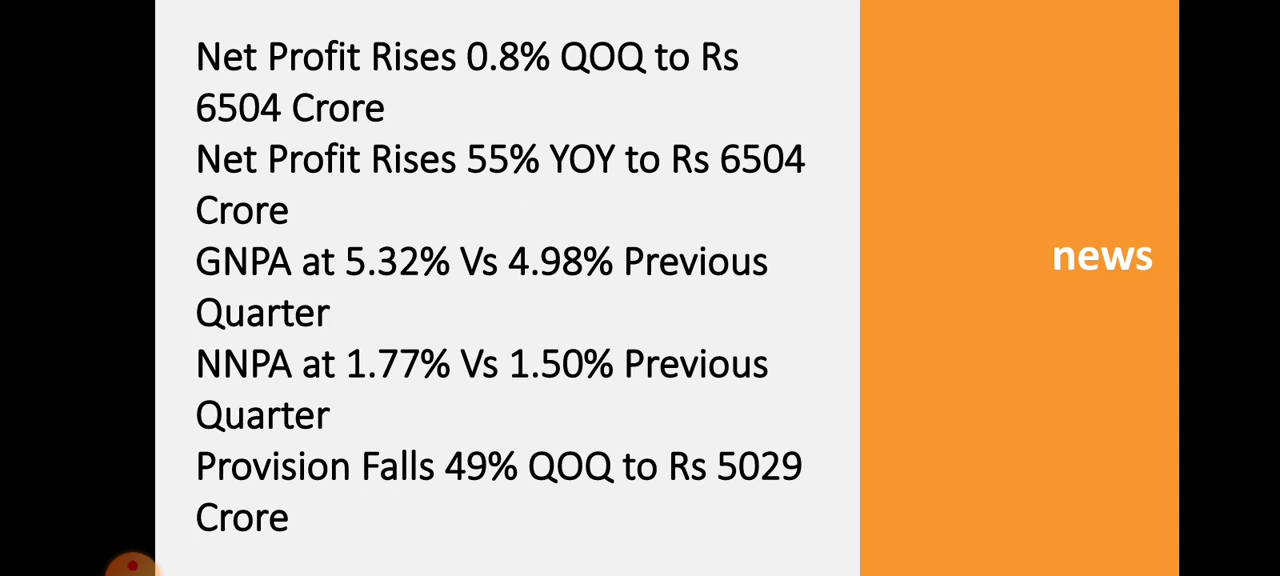 Net Profit Rises 0.8% QOQ to Rs
6504 Crore
Net Profit Rises 55% YOY to Rs 6504
Crore
GNPA at 5.32% Vs 4.98% Previous
Quarter
NNPA at 1.77% Vs 1.50% Previous
Quarter
Provision Falls 49% QOQ to Rs 5029
Crore
news